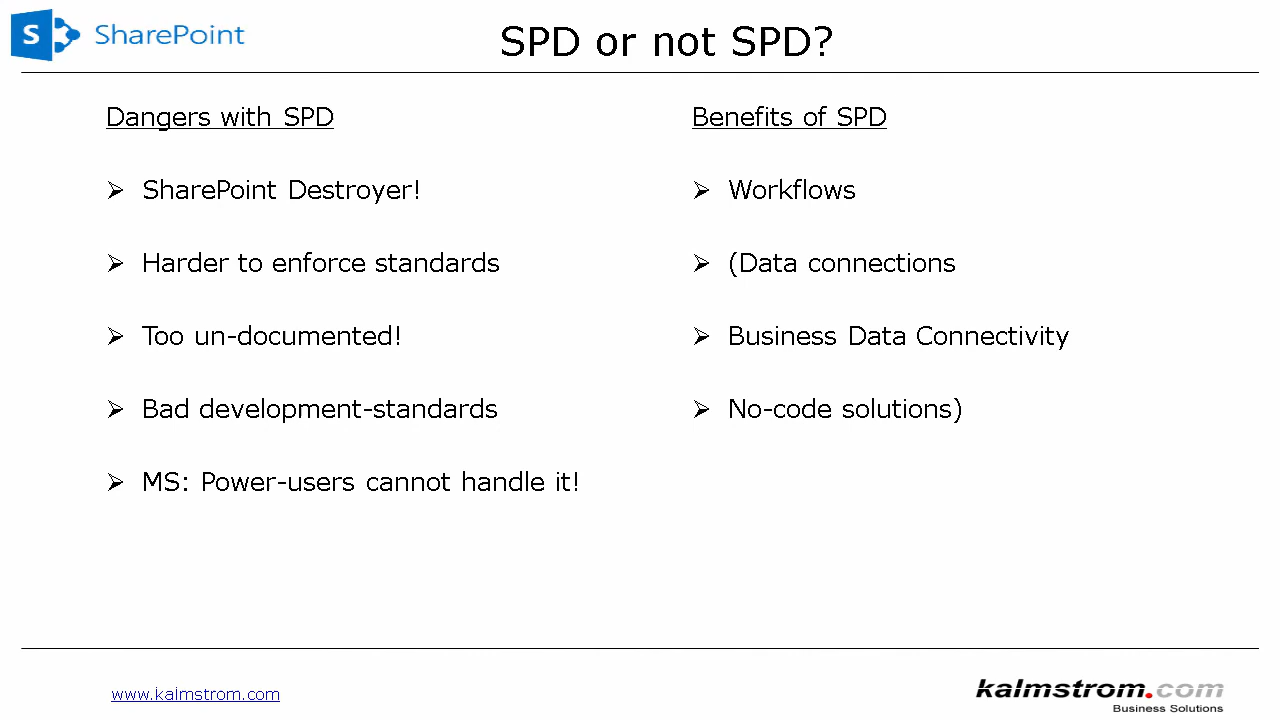 S SharePoint
SPD or not SPD?
Dangers with SPD
SharePoint Destroyer!
Harder to enforce standards
Too un-documented!
Bad development-standards
MS: Power-users cannot handle it!
Benefits of SPD
Workflows
(Data connections
Business Data Connectivity
No-code solutions)
www.kalmstrom.com
kalmstrom.com
Business Solutions